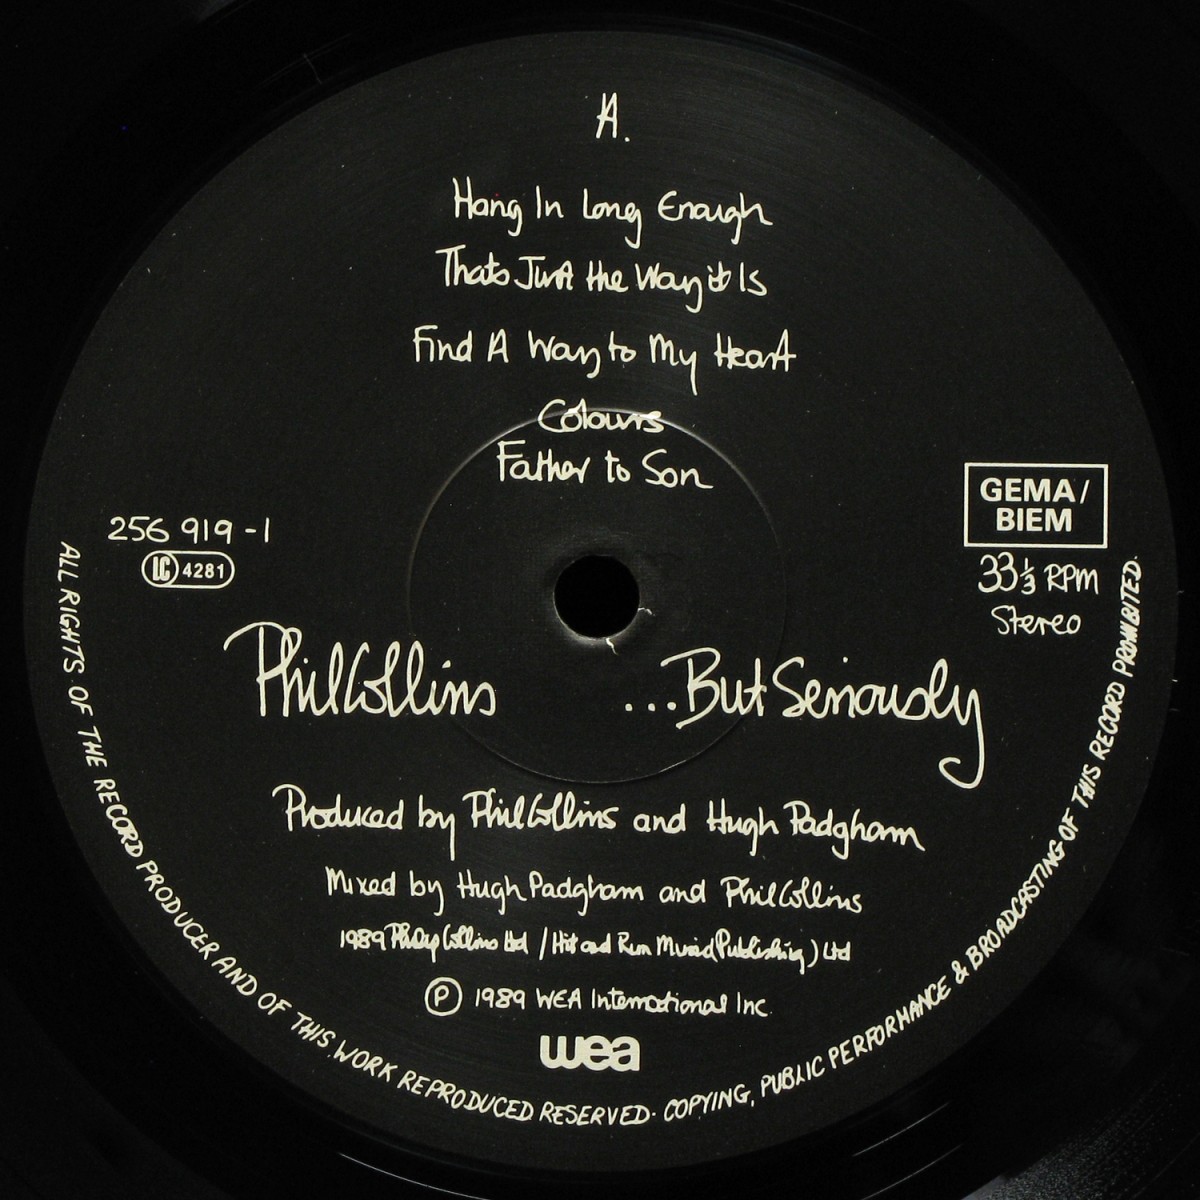 A.
Hang In Long Enough
Thats Just the Way it Is
Find A Way to My Heart
Colours
Father to Son
256 919 -1
LC 4281
GEMA/
BIEM
33 1/3 RPM
Stereo
Phil Collins ...But Seriously
Produced by Phil Collins and Hugh Padgham
Mixed by Hugh Padgham and Phil Collins
1989 Philip Collins Ltd / Hit and Run Music (Publishing) Ltd
Ⓟ 1989 WEA International Inc.
wea
ALL RIGHTS OF THE RECORD PRODUCER AND OF THIS WORK REPRODUCED RESERVED· COPYING, PUBLIC PERFORMANCE & BROADCASTING OF THIS RECORD PROHIBITED.